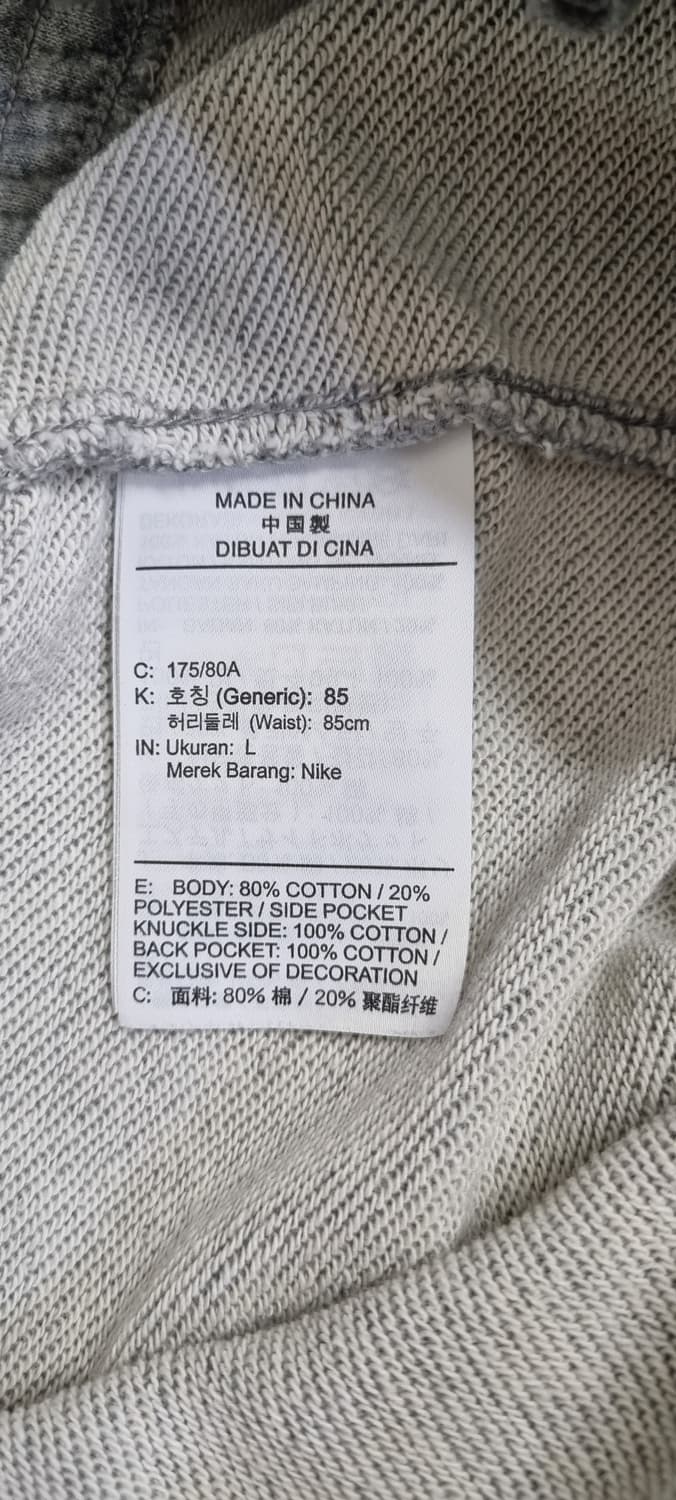 MADE IN CHINA
中国製
DIBUAT DI CINA
C: 175/80A
K: 호칭 (Generic): 85
허리둘레 (Waist): 85cm
IN: Ukuran: L
Merek Barang: Nike
E: BODY: 80% COTTON / 20%
POLYESTER / SIDE POCKET
KNUCKLE SIDE: 100% COTTON /
BACK POCKET: 100% COTTON /
EXCLUSIVE OF DECORATION
C: 面料: 80% 棉 / 20% 聚酯纤维